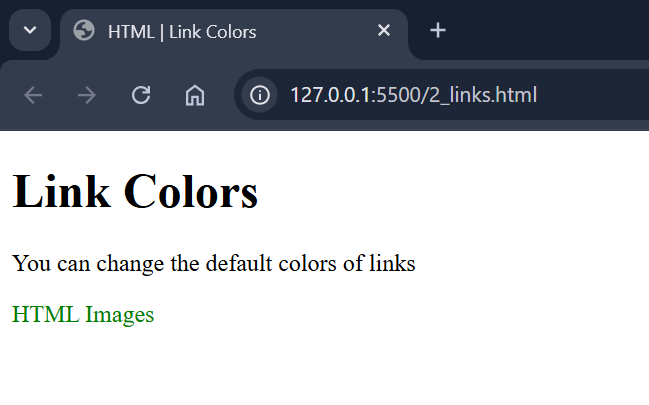 HTML | Link Colors
127.0.0.1:5500/2_links.html
Link Colors
You can change the default colors of links
HTML Images